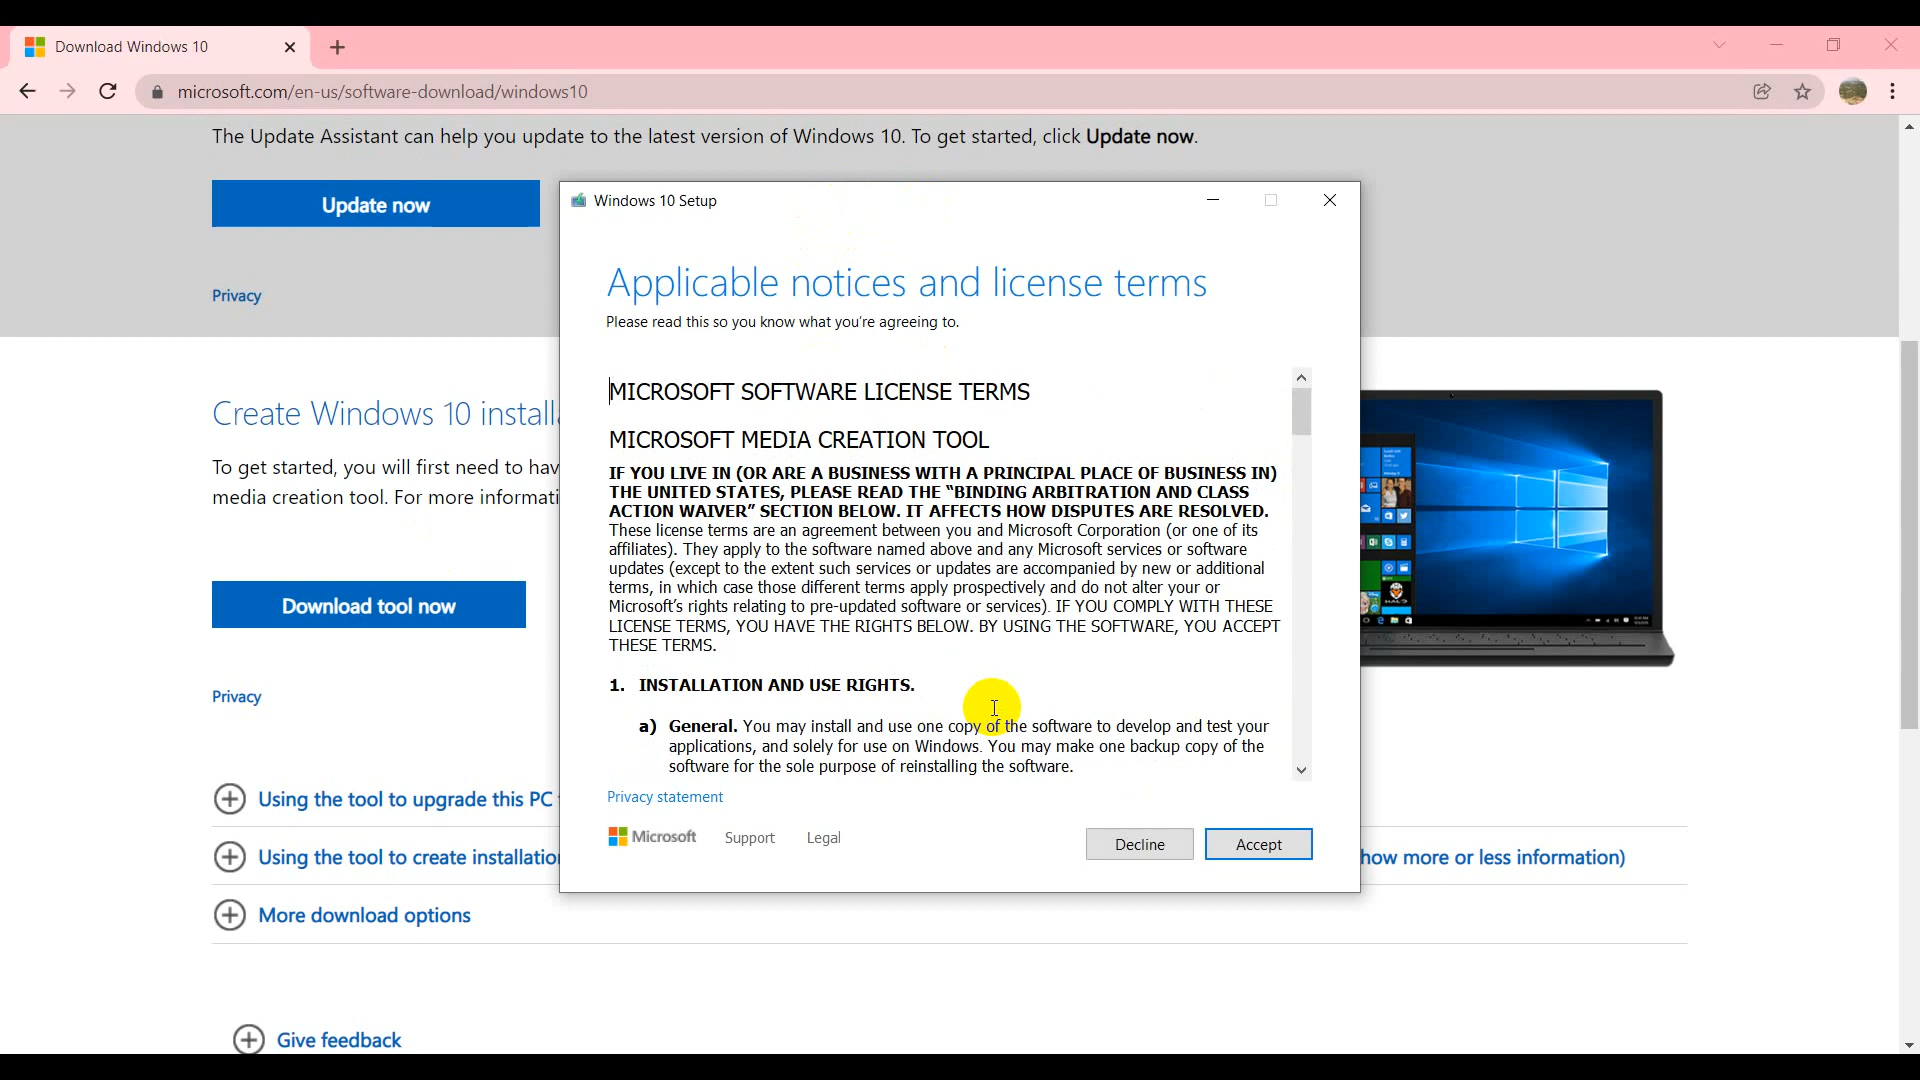 Download Windows 10
microsoft.com/en-us/software-download/windows10
The Update Assistant can help you update to the latest version of Windows 10. To get started, click Update now.
Update now
Privacy
Create Windows 10 install
To get started, you will first need to hav
media creation tool. For more informati
Download tool now
Privacy
Using the tool to upgrade this PC
Using the tool to create installation
how more or less information)
More download options
Give feedback
Windows 10 Setup
Applicable notices and license terms
Please read this so you know what you're agreeing to.
MICROSOFT SOFTWARE LICENSE TERMS
MICROSOFT MEDIA CREATION TOOL
IF YOU LIVE IN (OR ARE A BUSINESS WITH A PRINCIPAL PLACE OF BUSINESS IN)
THE UNITED STATES, PLEASE READ THE “BINDING ARBITRATION AND CLASS
ACTION WAIVER” SECTION BELOW. IT AFFECTS HOW DISPUTES ARE RESOLVED.
These license terms are an agreement between you and Microsoft Corporation (or one of its
affiliates). They apply to the software named above and any Microsoft services or software
updates (except to the extent such services or updates are accompanied by new or additional
terms, in which case those different terms apply prospectively and do not alter your or
Microsoft’s rights relating to pre-updated software or services). IF YOU COMPLY WITH THESE
LICENSE TERMS, YOU HAVE THE RIGHTS BELOW. BY USING THE SOFTWARE, YOU ACCEPT
THESE TERMS.
1. INSTALLATION AND USE RIGHTS.
a) General. You may install and use one copy of the software to develop and test your
applications, and solely for use on Windows. You may make one backup copy of the
software for the sole purpose of reinstalling the software.
Privacy statement
Microsoft Support Legal
Decline Accept